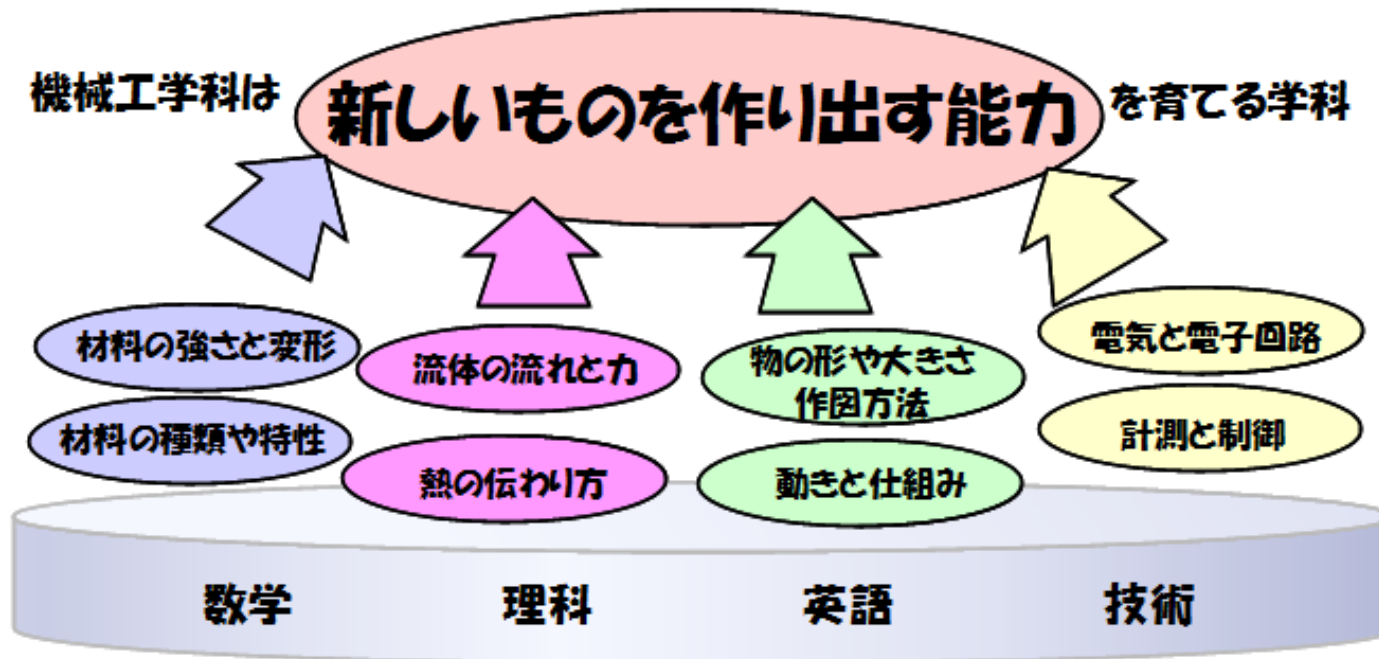 機械工学科は
新しいものを作り出す能力
を育てる学科
材料の強さと変形
材料の種類や特性
流体の流れと力
熱の伝わり方
物の形や大きさ
作図方法
動きと仕組み
電気と電子回路
計測と制御
数学
理科
英語
技術